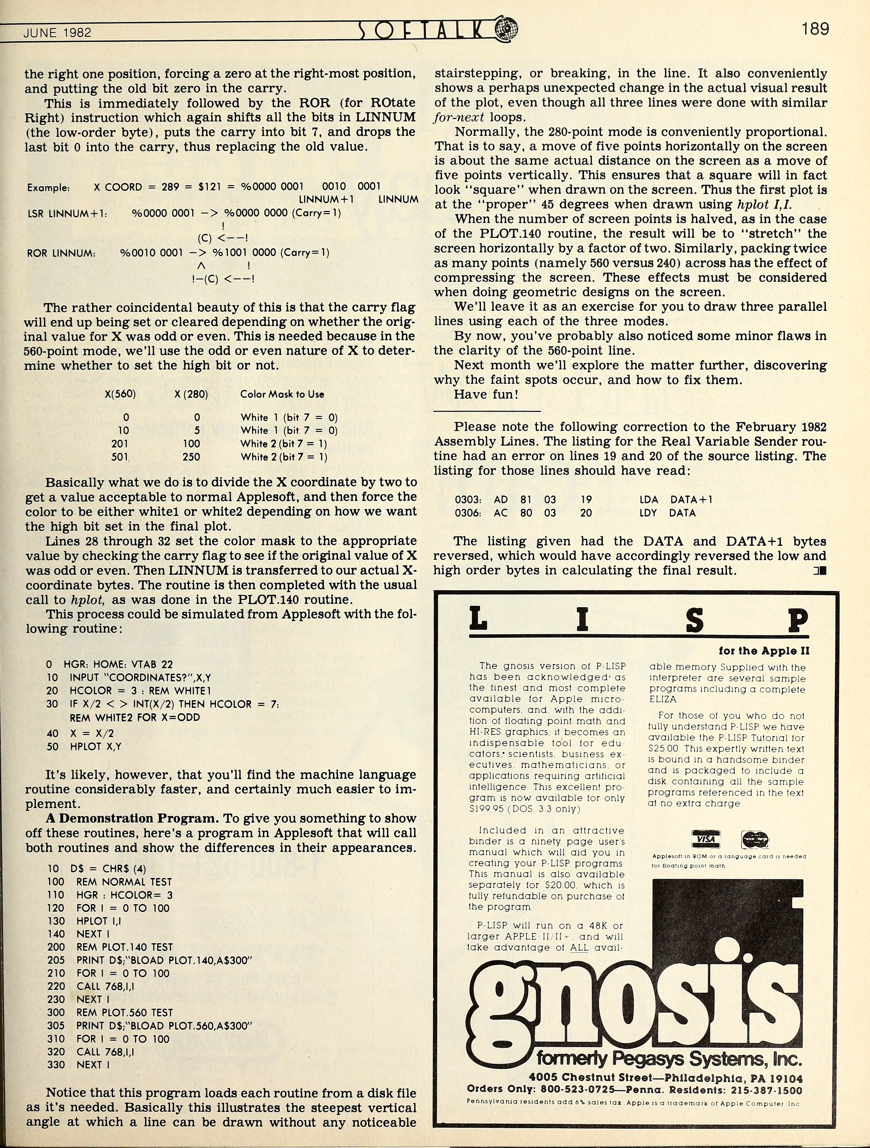 JUNE 1982
SOFTALK
189
the right one position, forcing a zero at the right-most position,
and putting the old bit zero in the carry.
This is immediately followed by the ROR (for ROtate
Right) instruction which again shifts all the bits in LINNUM
(the low-order byte), puts the carry into bit 7, and drops the
last bit 0 into the carry, thus replacing the old value.
Example: X COORD = 289 = $121 = %0000 0001 0010 0001
LINNUM+1 LINNUM
LSR LINNUM+1: %0000 0001 —> %0000 0000 (Carry=1)
!
(C) <——!
ROR LINNUM: %0010 0001 —> %1001 0000 (Carry=1)
Λ !
!—(C) <——!
The rather coincidental beauty of this is that the carry flag
will end up being set or cleared depending on whether the orig-
inal value for X was odd or even. This is needed because in the
560-point mode, we'll use the odd or even nature of X to deter-
mine whether to set the high bit or not.
X(560) X (280) Color Mask to Use
0 0 White 1 (bit 7 = 0)
10 5 White 1 (bit 7 = 0)
201 100 White 2 (bit 7 = 1)
501 250 White 2 (bit 7 = 1)
Basically what we do is to divide the X coordinate by two to
get a value acceptable to normal Applesoft, and then force the
color to be either white1 or white2 depending on how we want
the high bit set in the final plot.
Lines 28 through 32 set the color mask to the appropriate
value by checking the carry flag to see if the original value of X
was odd or even. Then LINNUM is transferred to our actual X-
coordinate bytes. The routine is then completed with the usual
call to hplot, as was done in the PLOT.140 routine.
This process could be simulated from Applesoft with the fol-
lowing routine:
0 HGR: HOME: VTAB 22
10 INPUT "COORDINATES?",X,Y
20 HCOLOR = 3 : REM WHITE1
30 IF X/2 < > INT(X/2) THEN HCOLOR = 7:
REM WHITE2 FOR X=ODD
40 X = X/2
50 HPLOT X,Y
It's likely, however, that you'll find the machine language
routine considerably faster, and certainly much easier to im-
plement.
A Demonstration Program. To give you something to show
off these routines, here's a program in Applesoft that will call
both routines and show the differences in their appearances.
10 D$ = CHR$ (4)
100 REM NORMAL TEST
110 HGR : HCOLOR= 3
120 FOR I = 0 TO 100
130 HPLOT I,I
140 NEXT I
200 REM PLOT.140 TEST
205 PRINT D$;"BLOAD PLOT.140,A$300"
210 FOR I = 0 TO 100
220 CALL 768,I,I
230 NEXT I
300 REM PLOT.560 TEST
305 PRINT D$;"BLOAD PLOT.560,A$300"
310 FOR I = 0 TO 100
320 CALL 768,I,I
330 NEXT I
Notice that this program loads each routine from a disk file
as it's needed. Basically this illustrates the steepest vertical
angle at which a line can be drawn without any noticeable
stairstepping, or breaking, in the line. It also conveniently
shows a perhaps unexpected change in the actual visual result
of the plot, even though all three lines were done with similar
for-next loops.
Normally, the 280-point mode is conveniently proportional.
That is to say, a move of five points horizontally on the screen
is about the same actual distance on the screen as a move of
five points vertically. This ensures that a square will in fact
look "square" when drawn on the screen. Thus the first plot is
at the "proper" 45 degrees when drawn using hplot I,I.
When the number of screen points is halved, as in the case
of the PLOT.140 routine, the result will be to "stretch" the
screen horizontally by a factor of two. Similarly, packing twice
as many points (namely 560 versus 240) across has the effect of
compressing the screen. These effects must be considered
when doing geometric designs on the screen.
We'll leave it as an exercise for you to draw three parallel
lines using each of the three modes.
By now, you've probably also noticed some minor flaws in
the clarity of the 560-point line.
Next month we'll explore the matter further, discovering
why the faint spots occur, and how to fix them.
Have fun!
Please note the following correction to the February 1982
Assembly Lines. The listing for the Real Variable Sender rou-
tine had an error on lines 19 and 20 of the source listing. The
listing for those lines should have read:
0303: AD 81 03 19 LDA DATA+1
0306: AC 80 03 20 LDY DATA
The listing given had the DATA and DATA+1 bytes
reversed, which would have accordingly reversed the low and
high order bytes in calculating the final result.
L I S P
for the Apple II
The gnosis version of P-LISP
has been acknowledged as
the finest and most complete
available for Apple micro-
computers, and, with the addi-
tion of floating point math and
HI-RES graphics, it becomes an
indispensable tool for edu-
cators, scientists, business ex-
ecutives, mathematicians, or
applications requiring artificial
intelligence. This excellent pro-
gram is now available for only
$199.95 (DOS 3.3 only)
Included in an attractive
binder is a ninety page user's
manual which will aid you in
creating your P-LISP programs.
This manual is also available
separately for $20.00, which is
fully refundable on purchase of
the program.
P-LISP will run on a 48K or
larger APPLE II/II+, and will
take advantage of ALL avail-
able memory. Supplied with the
interpreter are several sample
programs including a complete
ELIZA.
For those of you who do not
fully understand P-LISP we have
available the P-LISP Tutorial for
$25.00. This expertly written text
is bound in a handsome binder
and is packaged to include a
disk containing all the sample
programs referenced in the text
at no extra charge.
VISA
Applesoft in ROM or a language card is needed
for floating point math
gnosis
formerly Pegasys Systems, Inc.
4005 Chestnut Street—Philadelphia, PA 19104
Orders Only: 800-523-0725—Penna. Residents: 215-387-1500
Pennsylvania residents add 6% sales tax. Apple is a trademark of Apple Computer Inc.